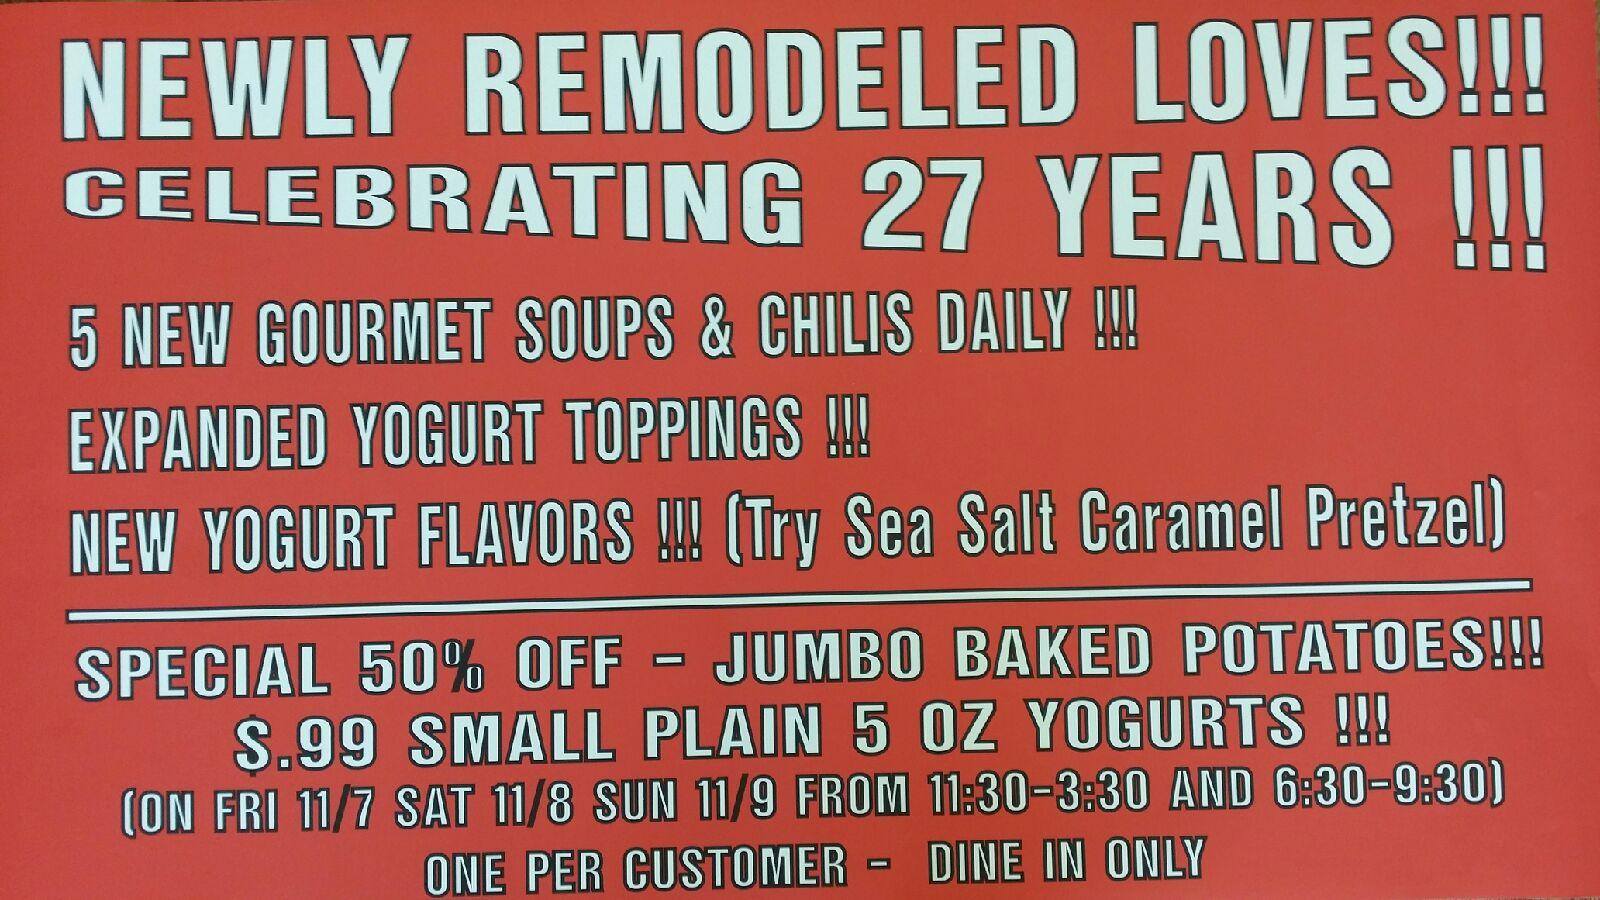 NEWLY REMODELED LOVES!!!
CELEBRATING 27 YEARS !!!
5 NEW GOURMET SOUPS & CHILIS DAILY !!!
EXPANDED YOGURT TOPPINGS !!!
NEW YOGURT FLAVORS !!! (Try Sea Salt Caramel Pretzel)
SPECIAL 50% OFF - JUMBO BAKED POTATOES!!!
$.99 SMALL PLAIN 5 OZ YOGURTS !!!
(ON FRI 11/7 SAT 11/8 SUN 11/9 FROM 11:30-3:30 AND 6:30-9:30)
ONE PER CUSTOMER - DINE IN ONLY